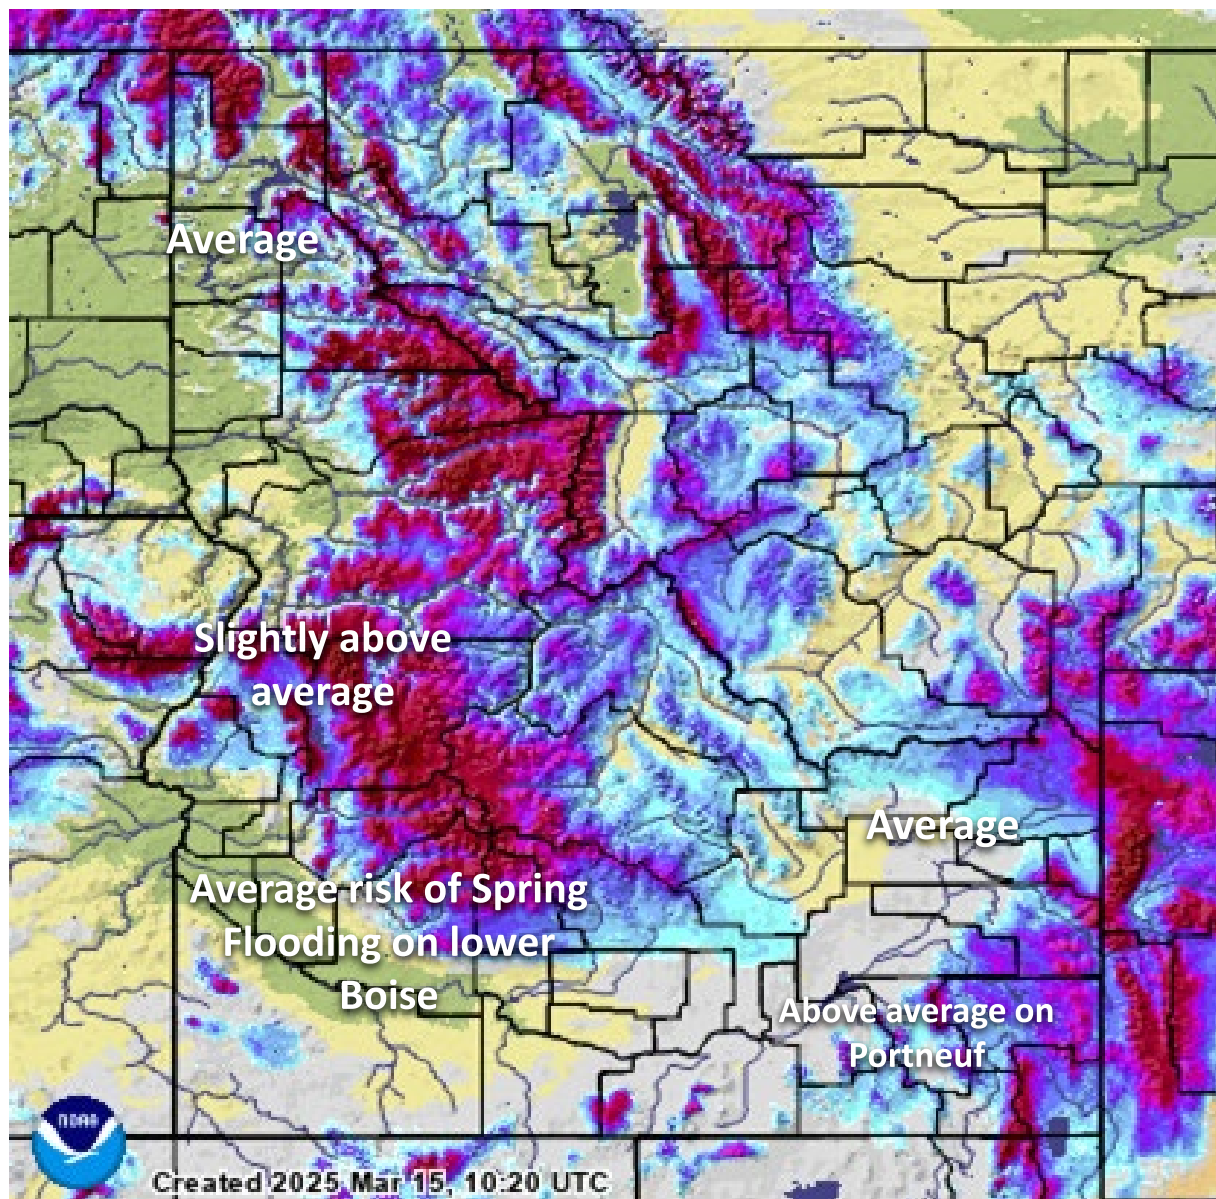 Average
Slightly above
average
Average
Average risk of Spring
Flooding on lower
Boise
Above average on
Portneuf
NOAA
Created 2025 Mar 15, 10:20 UTC